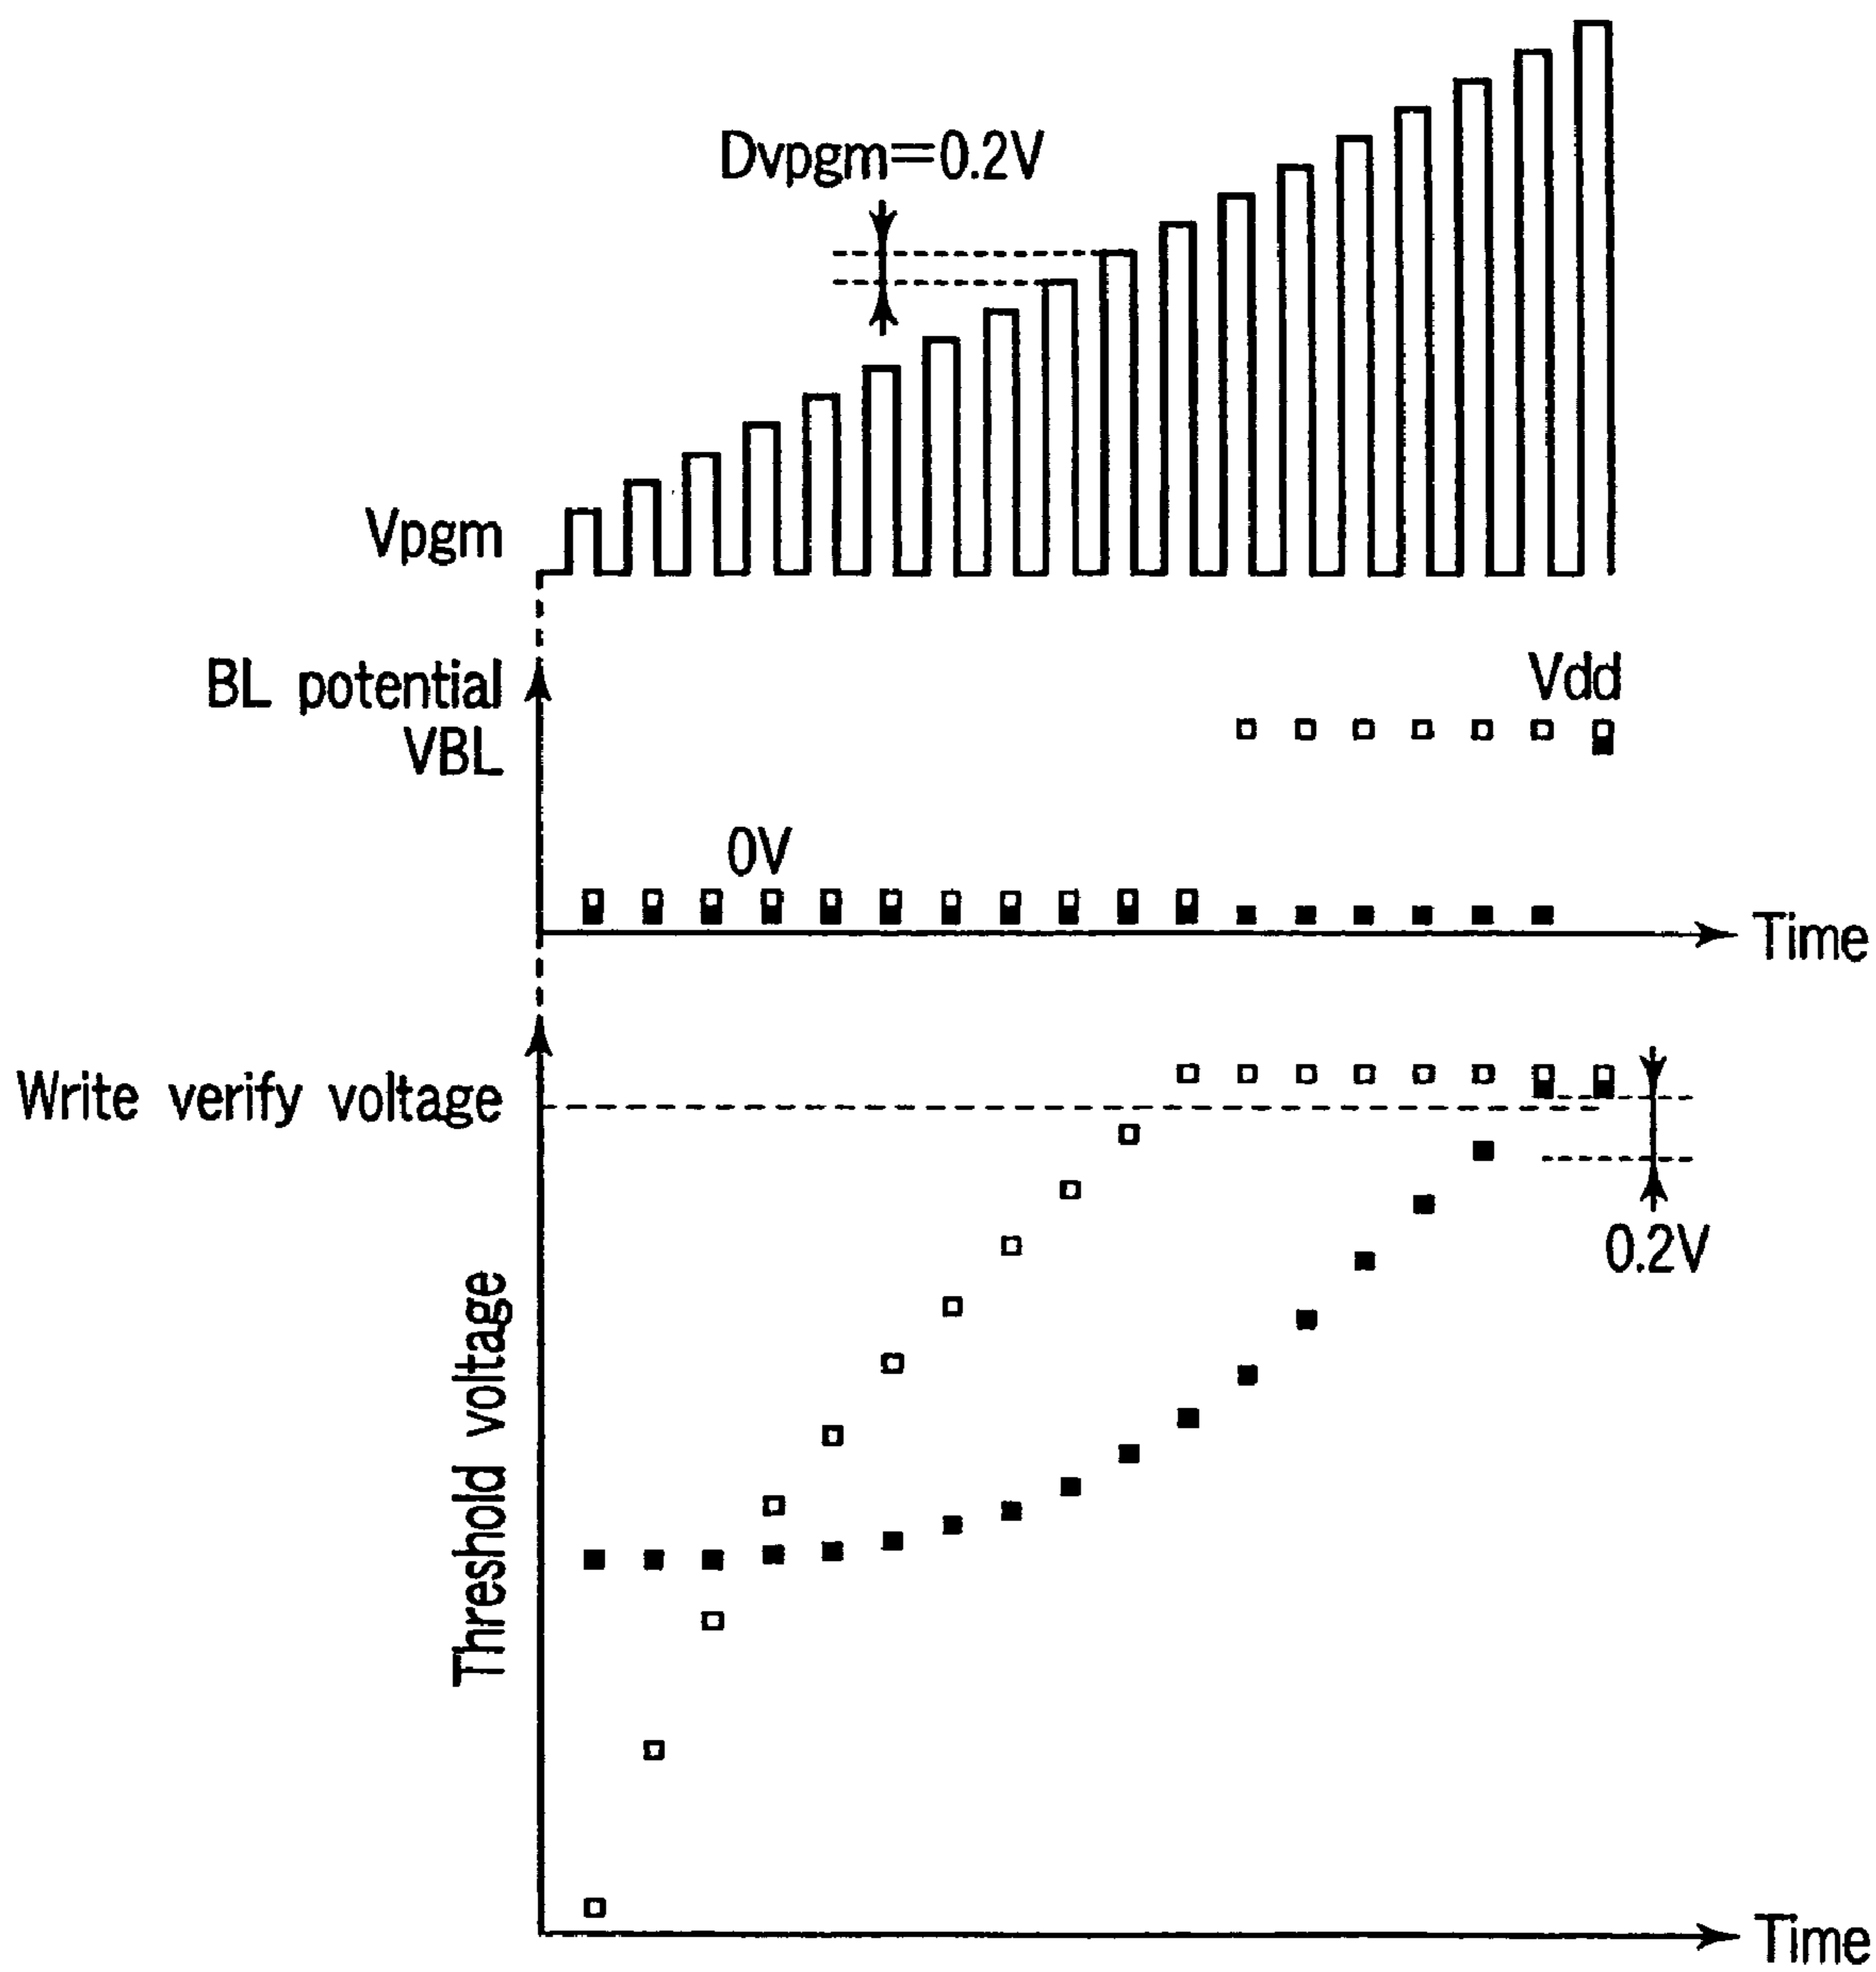 Dvpgm=0.2V
Vpgm
BL potential
VBL
Vdd
0V
Time
Write verify voltage
0.2V
Threshold voltage
Time